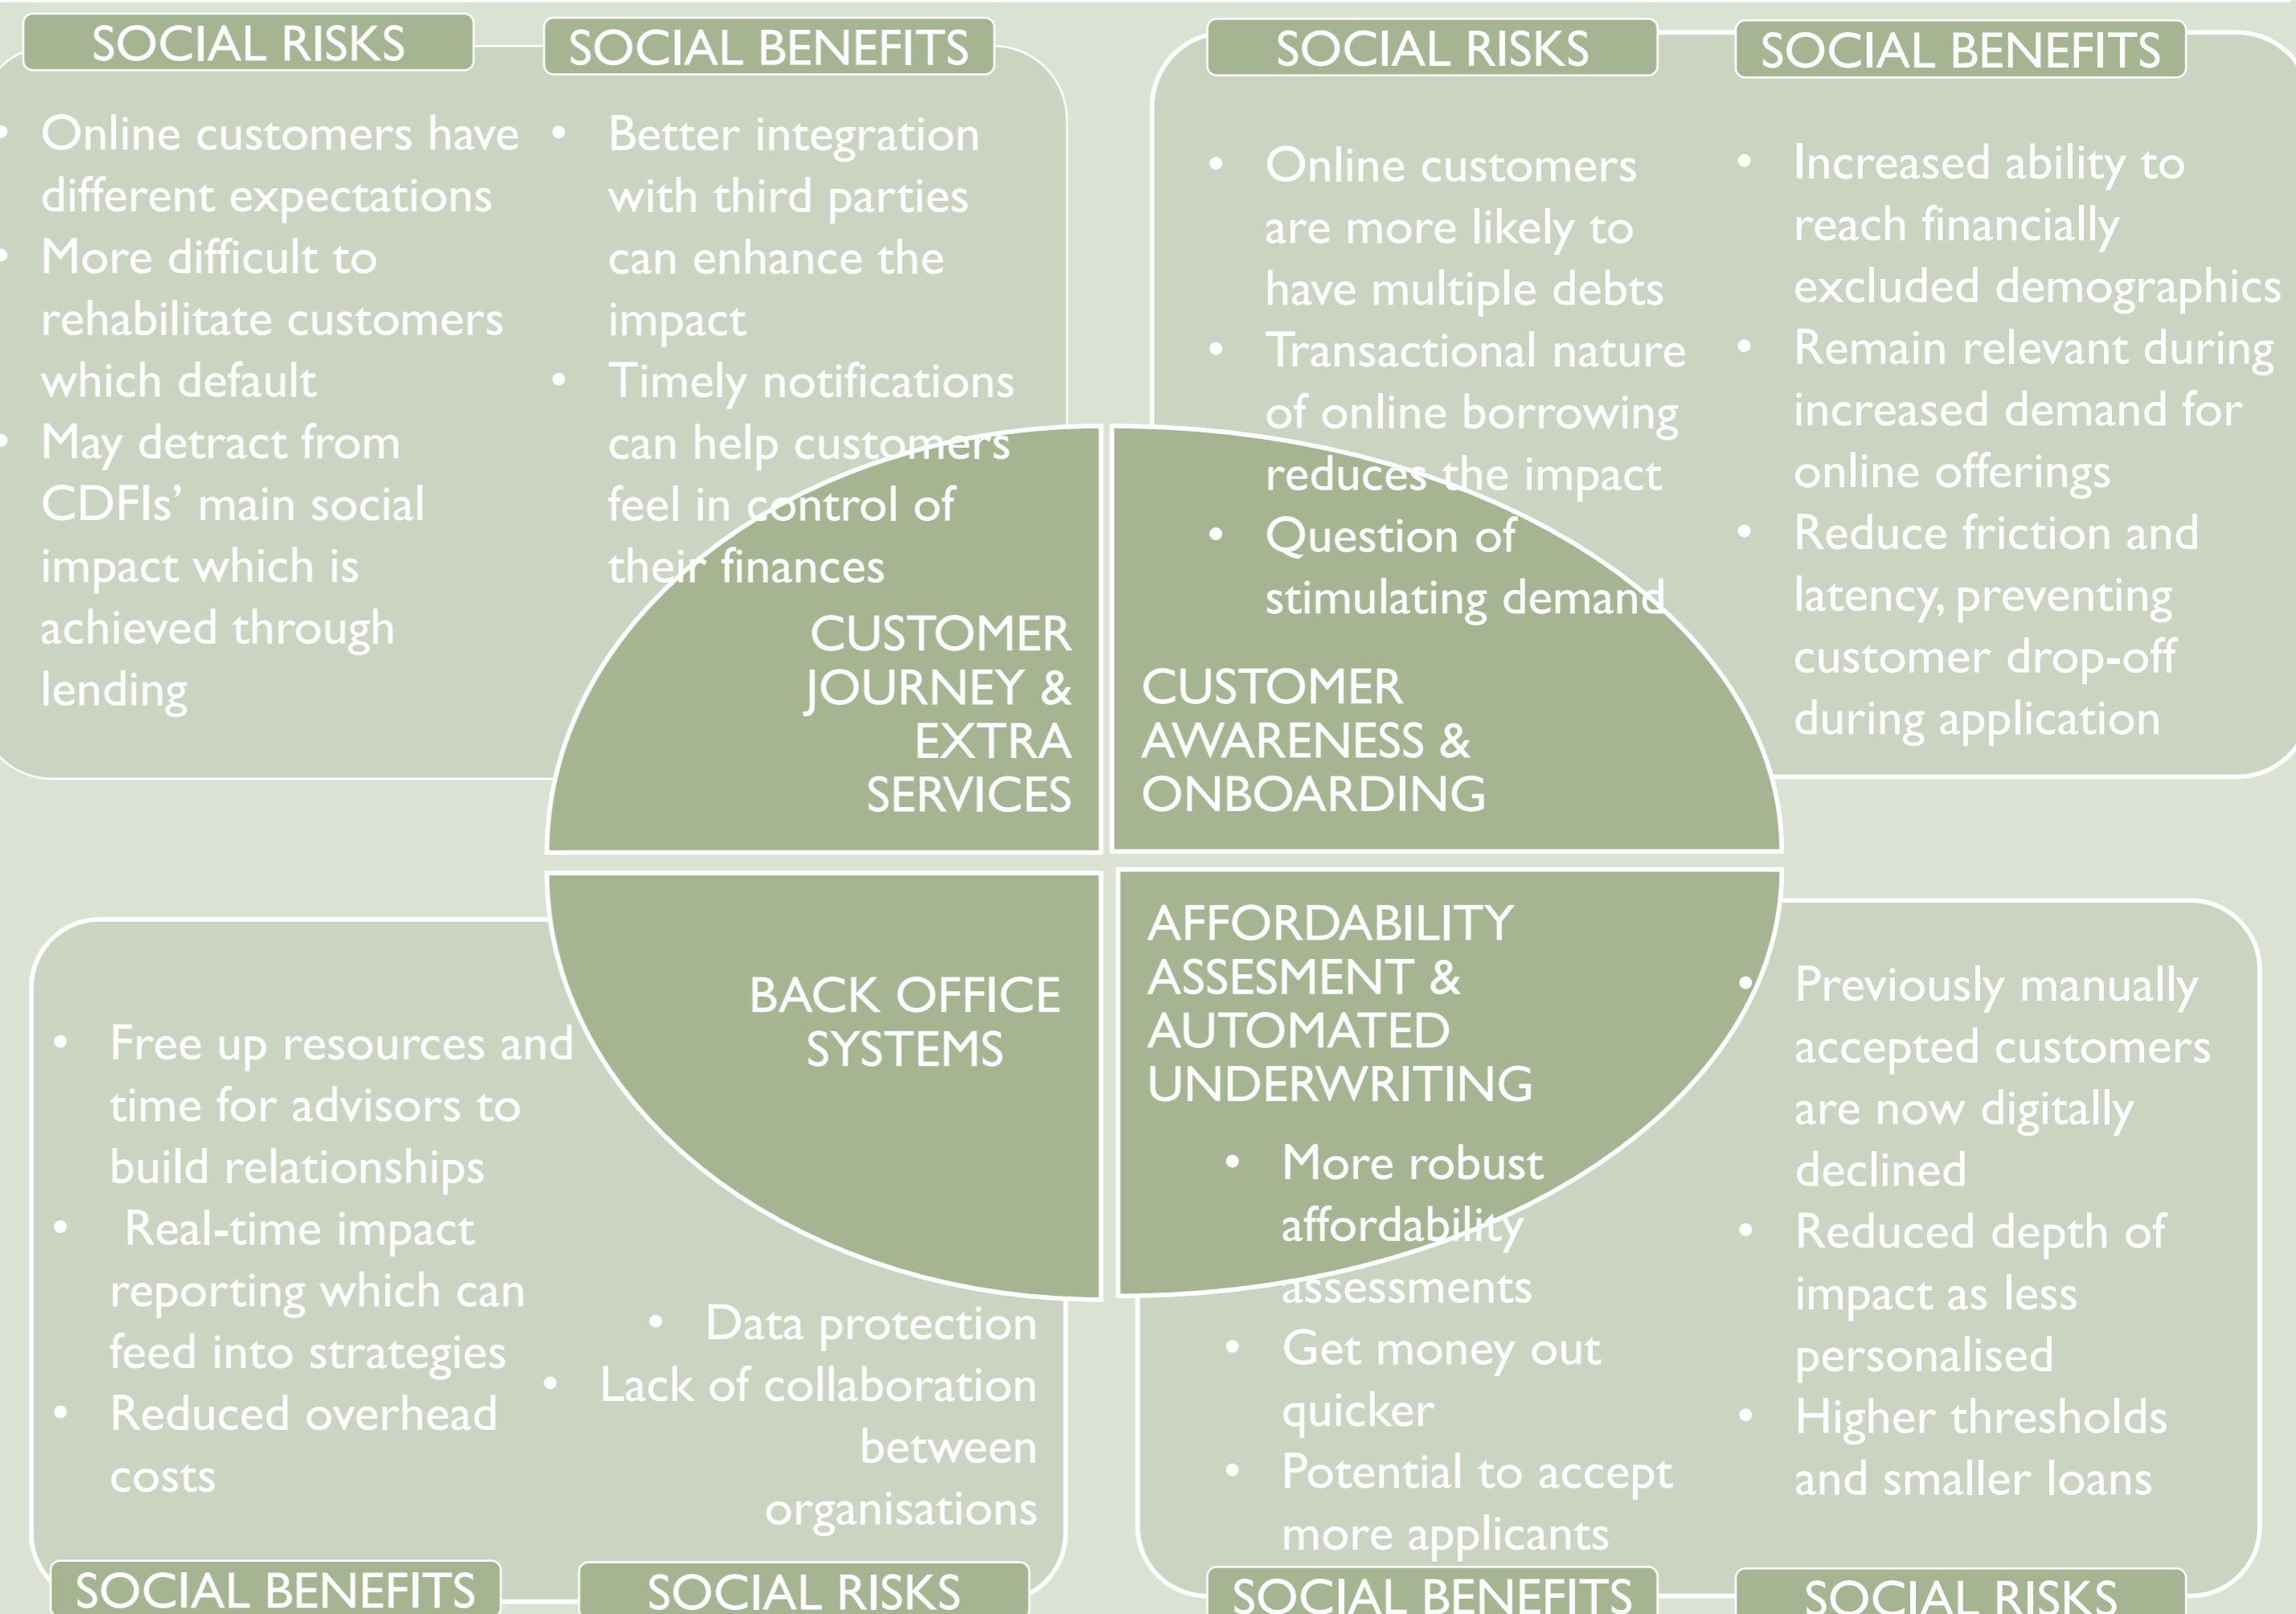 SOCIAL RISKS
• Online customers have
different expectations
• More difficult to
rehabilitate customers
which default
• May detract from
CDFIs’ main social
impact which is
achieved through
lending
SOCIAL BENEFITS
• Better integration
with third parties
can enhance the
impact
• Timely notifications
can help customers
feel in control of
their finances
CUSTOMER
JOURNEY &
EXTRA
SERVICES
SOCIAL RISKS
• Online customers
are more likely to
have multiple debts
• Transactional nature
of online borrowing
reduces the impact
• Question of
stimulating demand
SOCIAL BENEFITS
• Increased ability to
reach financially
excluded demographics
• Remain relevant during
increased demand for
online offerings
• Reduce friction and
latency, preventing
customer drop-off
during application
CUSTOMER
AWARENESS &
ONBOARDING
BACK OFFICE
SYSTEMS
• Free up resources and
time for advisors to
build relationships
• Real-time impact
reporting which can
feed into strategies
• Reduced overhead
costs
SOCIAL BENEFITS
• Data protection
• Lack of collaboration
between
organisations
SOCIAL RISKS
AFFORDABILITY
ASSESMENT &
AUTOMATED
UNDERWRITING
• More robust
affordability
assessments
• Get money out
quicker
• Potential to accept
more applicants
SOCIAL BENEFITS
• Previously manually
accepted customers
are now digitally
declined
• Reduced depth of
impact as less
personalised
• Higher thresholds
and smaller loans
SOCIAL RISKS